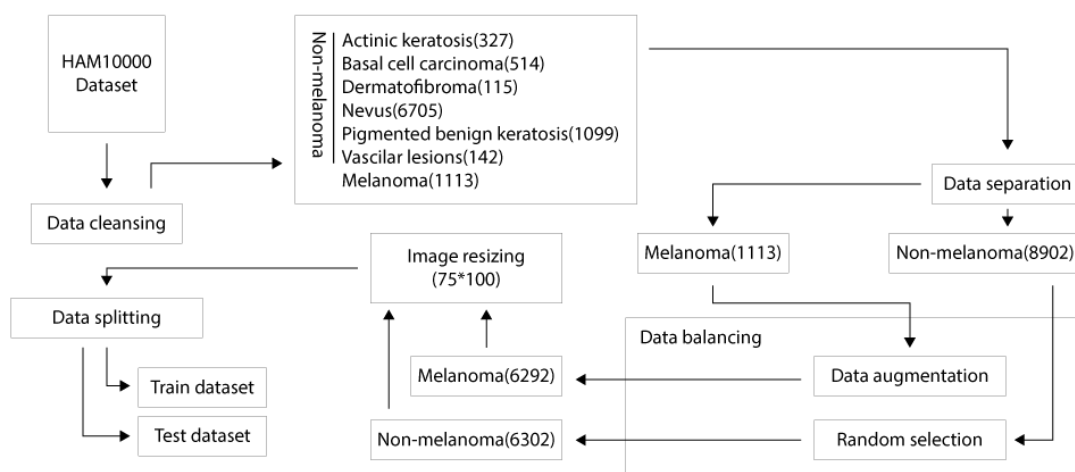 HAM10000
Dataset
Non-melanoma
Actinic keratosis(327)
Basal cell carcinoma(514)
Dermatofibroma(115)
Nevus(6705)
Pigmented benign keratosis(1099)
Vascilar lesions(142)
Melanoma(1113)
Data separation
Data cleansing
Melanoma(1113)
Non-melanoma(8902)
Image resizing
(75*100)
Data splitting
Data balancing
Train dataset
Melanoma(6292)
Data augmentation
Test dataset
Non-melanoma(6302)
Random selection